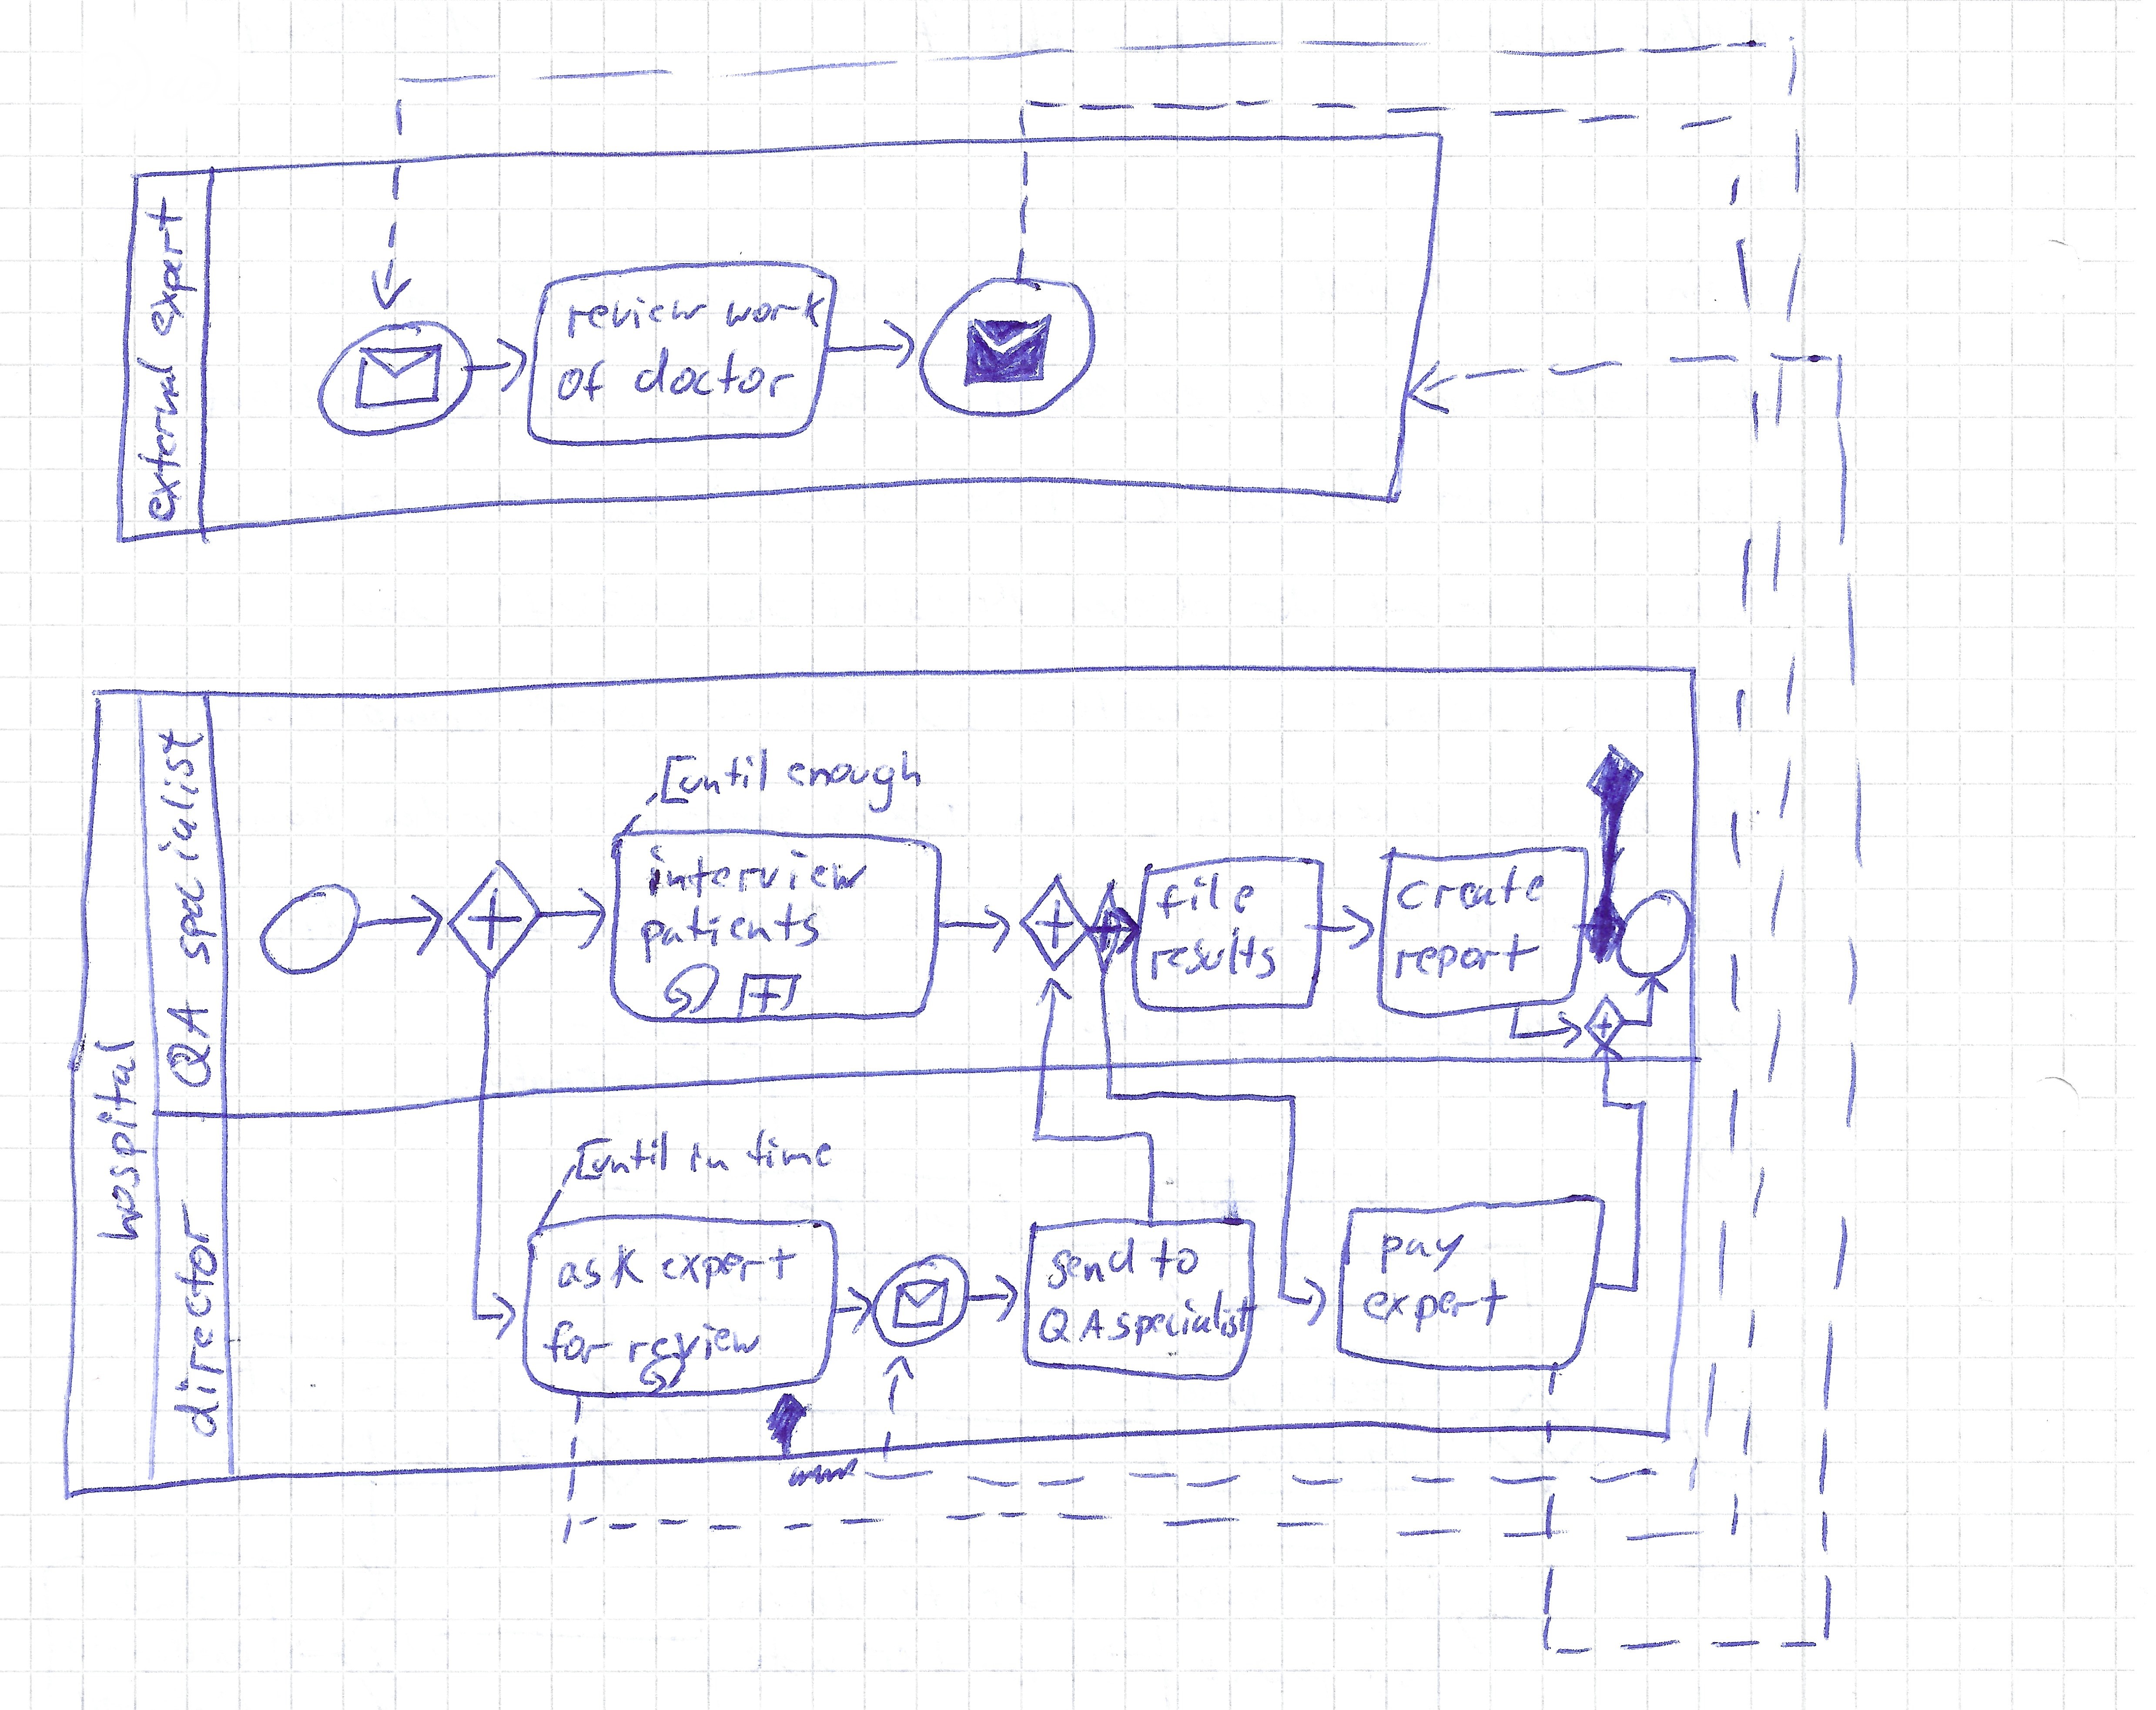 external expert
review work
of doctor
hospital
QA specialist
[until enough
interview
patients
file
results
create
report
director
[until in time
ask expert
for review
send to
QA specialist
pay
expert